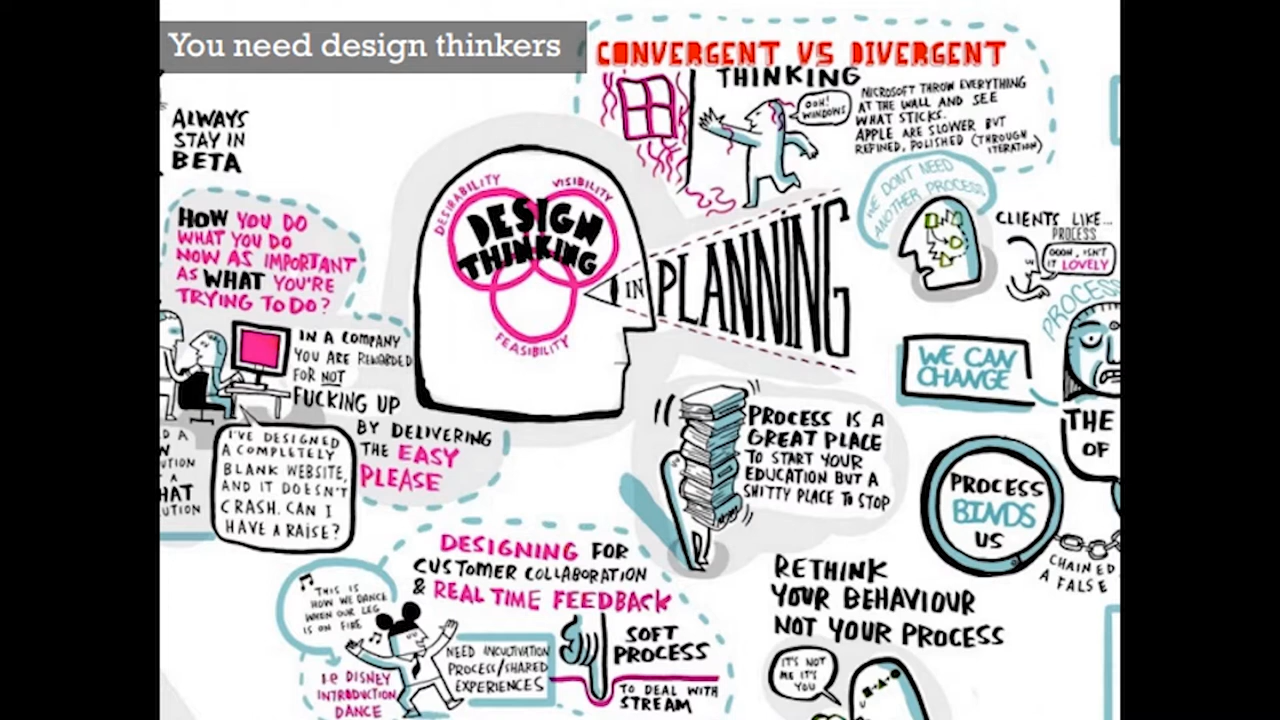 You need design thinkers
CONVERGENT VS DIVERGENT
THINKING
OOH!
WINDOWS
MICROSOFT THROW EVERYTHING
AT THE WALL AND SEE
WHAT STICKS.
APPLE ARE SLOWER BUT
REFINED, POLISHED (THROUGH
ITERATION)
ALWAYS
STAY IN
BETA
HOW YOU DO
WHAT YOU DO
NOW AS IMPORTANT
AS WHAT YOU'RE
TRYING TO DO?
DESIRABILITY
VISIBILITY
DESIGN
THINKING
FEASIBILITY
IN PLANNING
WE DON'T NEED
ANOTHER PROCESS
CLIENTS LIKE...
PROCESS
OOOH, ISN'T
IT LOVELY
PROCESS
IN A COMPANY
YOU ARE REWARDED
FOR NOT
FUCKING UP
BY DELIVERING
THE EASY
PLEASE
WE CAN
CHANGE
THE
OF
I'VE DESIGNED
A COMPLETELY
BLANK WEBSITE,
AND IT DOESN'T
CRASH. CAN I
HAVE A RAISE?
PROCESS IS A
GREAT PLACE
TO START YOUR
EDUCATION BUT A
SHITTY PLACE TO STOP
PROCESS
BINDS
US
CHAINED
A FALSE
DESIGNING FOR
CUSTOMER COLLABORATION
& REAL TIME FEEDBACK
THIS IS
HOW WE DANCE
WHEN OUR LEG
IS ON FIRE
I.e DISNEY
INTRODUCTION
DANCE
NEED INCULTIVATION
PROCESS/SHARED
EXPERIENCES
SOFT
PROCESS
TO DEAL WITH
STREAM
RETHINK
YOUR BEHAVIOUR
NOT YOUR PROCESS
IT'S NOT
ME IT'S
YOU